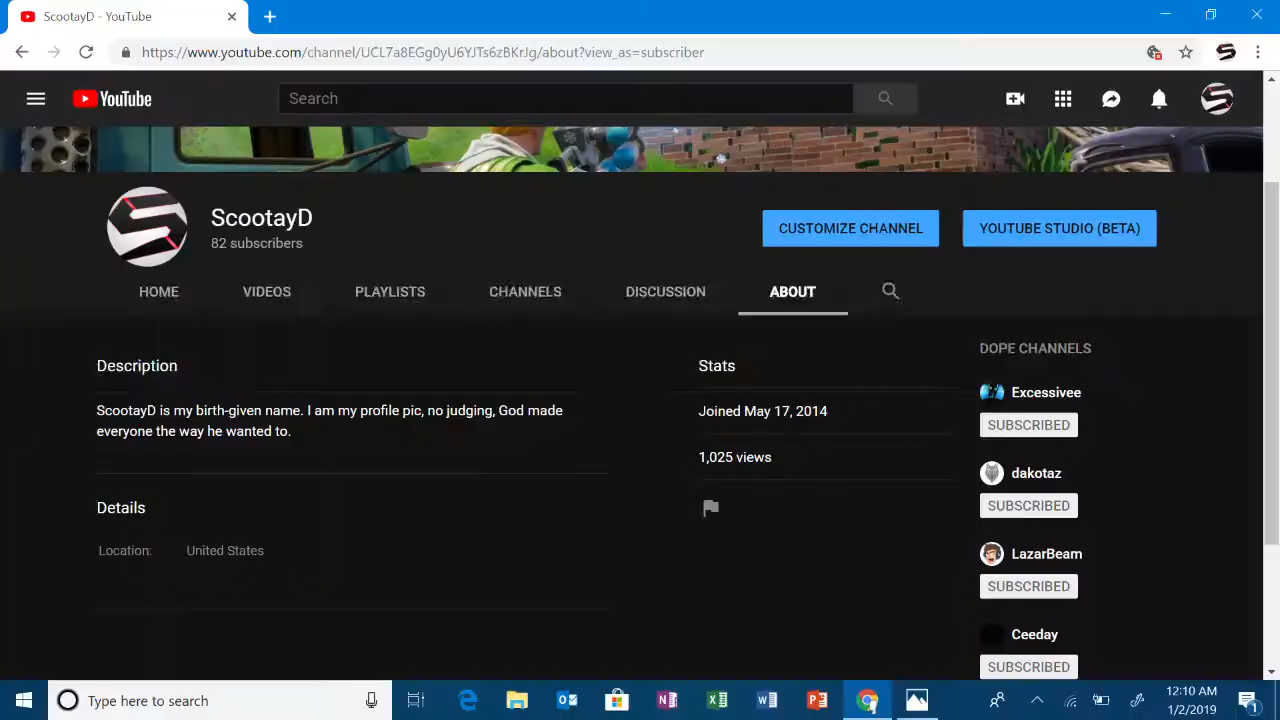 ScootayD - YouTube
https://www.youtube.com/channel/UCL7a8EGg0yU6YJTs6zBKrJg/about?view_as=subscriber
YouTube
Search
ScootayD
82 subscribers
CUSTOMIZE CHANNEL
YOUTUBE STUDIO (BETA)
HOME VIDEOS PLAYLISTS CHANNELS DISCUSSION ABOUT
Description
ScootayD is my birth-given name. I am my profile pic, no judging, God made
everyone the way he wanted to.
Details
Location: United States
Stats
Joined May 17, 2014
1,025 views
DOPE CHANNELS
Excessivee
SUBSCRIBED
dakotaz
SUBSCRIBED
LazarBeam
SUBSCRIBED
Ceeday
SUBSCRIBED
Type here to search
12:10 AM
1/2/2019
1